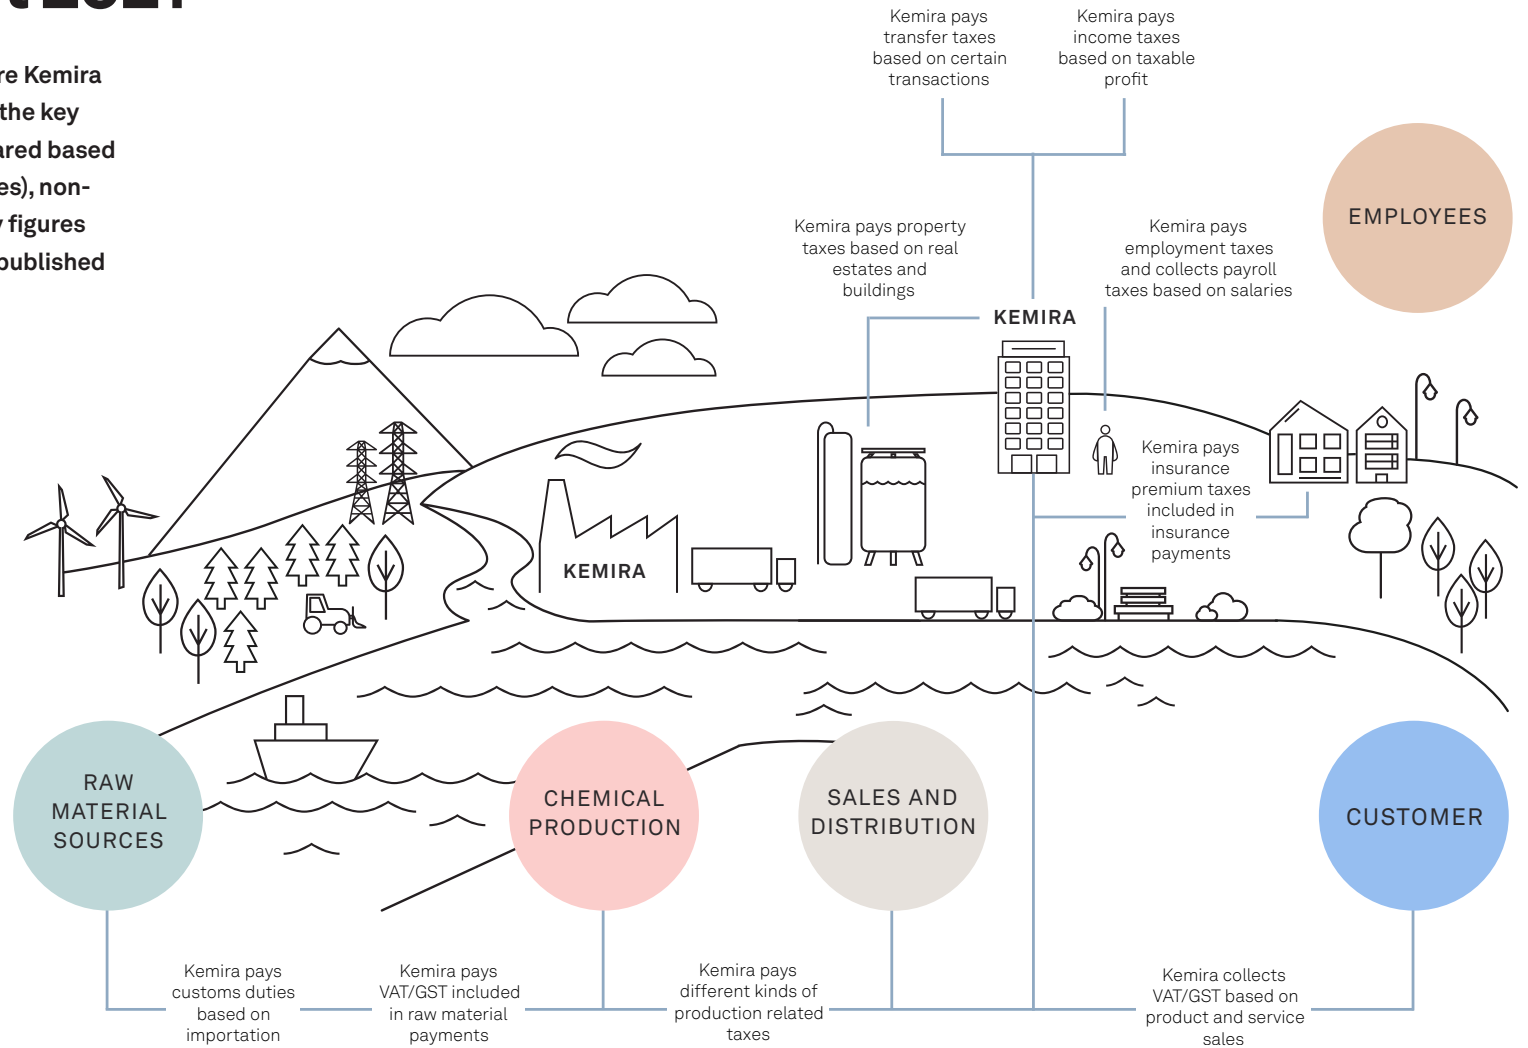 re Kemira
the key
ared based
es), non-
y figures
published
Kemira pays
transfer taxes
based on certain
transactions
Kemira pays
income taxes
based on taxable
profit
EMPLOYEES
Kemira pays property
taxes based on real
estates and
buildings
Kemira pays
employment taxes
and collects payroll
taxes based on salaries
KEMIRA
Kemira pays
insurance
premium taxes
included in
insurance
payments
KEMIRA
RAW
MATERIAL
SOURCES
CHEMICAL
PRODUCTION
SALES AND
DISTRIBUTION
CUSTOMER
Kemira pays
customs duties
based on
importation
Kemira pays
VAT/GST included
in raw material
payments
Kemira pays
different kinds of
production related
taxes
Kemira collects
VAT/GST based on
product and service
sales